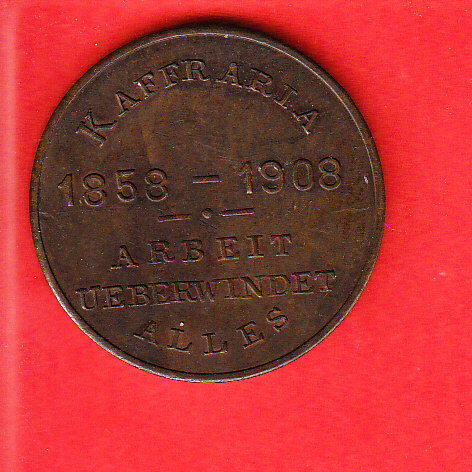 KAFFRARIA
1858 – 1908
ARBEIT
UEBERWINDET
ALLES